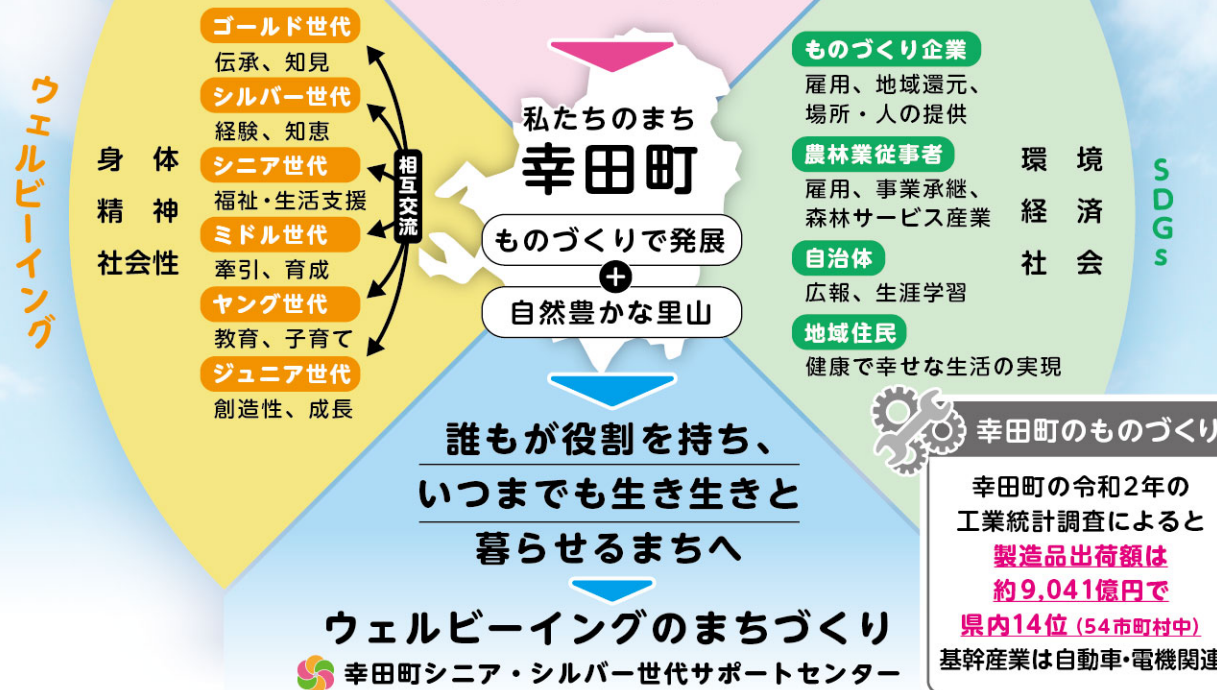 ウェルビーイング
身体
精神
社会性
ゴールド世代
伝承、知見
シルバー世代
経験、知恵
シニア世代
福祉・生活支援
ミドル世代
牽引、育成
ヤング世代
教育、子育て
ジュニア世代
創造性、成長
相互交流
私たちのまち
幸田町
ものづくりで発展
+
自然豊かな里山
ものづくり企業
雇用、地域還元、
場所・人の提供
農林業従事者
雇用、事業承継、
森林サービス産業
自治体
広報、生涯学習
地域住民
健康で幸せな生活の実現
環境
経済
社会
SDGs
誰もが役割を持ち、
いつまでも生き生きと
暮らせるまちへ
ウェルビーイングのまちづくり
幸田町シニア・シルバー世代サポートセンター
幸田町のものづくり
幸田町の令和2年の
工業統計調査によると
製造品出荷額は
約9,041億円で
県内14位（54市町村中）
基幹産業は自動車・電機関連